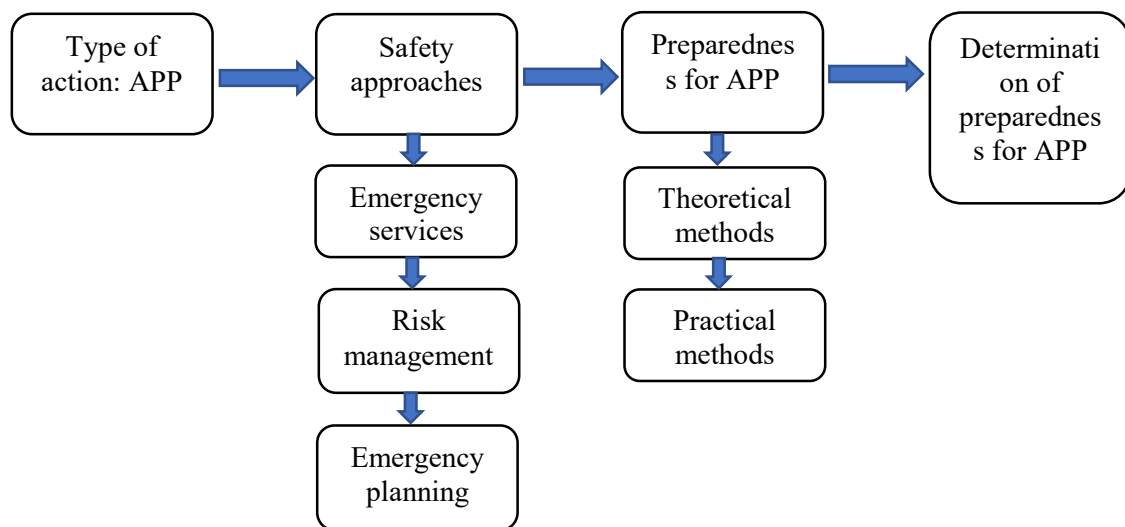 Type of
action: APP
Safety
approaches
Preparednes
s for APP
Determinati
on of
preparednes
s for APP
Emergency
services
Theoretical
methods
Risk
management
Practical
methods
Emergency
planning